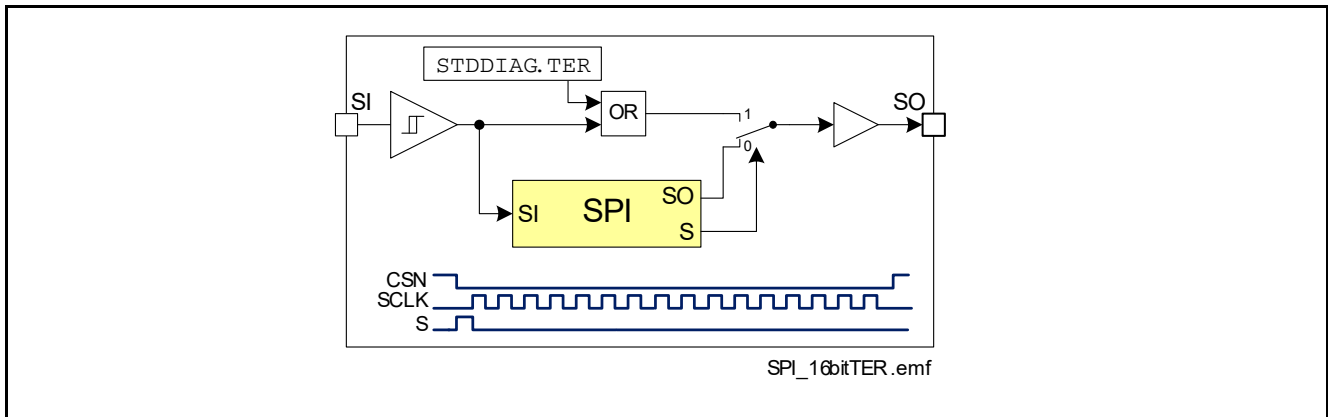 STDDIAG.TER
SI
SO
OR
1
0
SO
SI
SPI
S
CSN
SCLK
S
SPI_16bitTER.emf